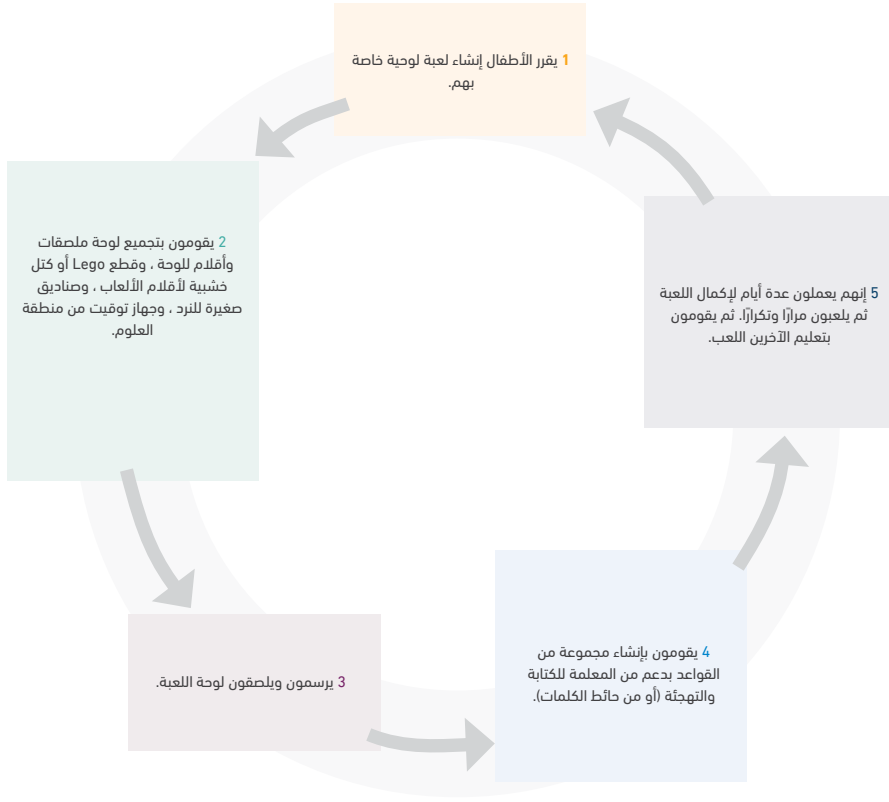 1 يقرر الأطفال إنشاء لعبة لوحية خاصة
بهم.
2 يقومون بتجميع لوحة ملصقات
وأقلام للوحة ، وقطع Lego أو كتل
خشبية لأقلام الألعاب ، وصناديق
صغيرة للنرد ، وجهاز توقيت من منطقة
العلوم.
3 يرسمون ويلصقون لوحة اللعبة.
4 يقومون بإنشاء مجموعة من
القواعد بدعم من المعلمة للكتابة
والتهجئة (أو من حائط الكلمات).
5 إنهم يعملون عدة أيام لإكمال اللعبة
ثم يلعبون مرارًا وتكرارًا. ثم يقومون
بتعليم الآخرين اللعب.